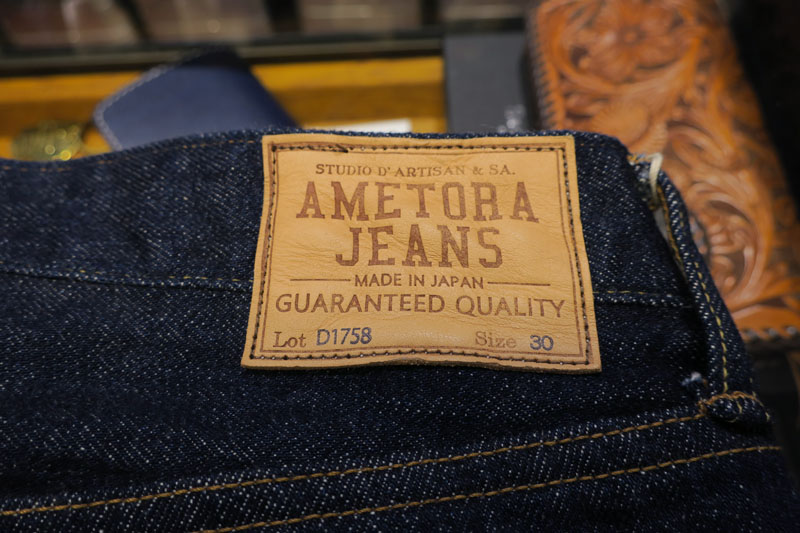 STUDIO D'ARTISAN & SA.
AMETORA
JEANS
MADE IN JAPAN
GUARANTEED QUALITY
Lot D1758 Size 30